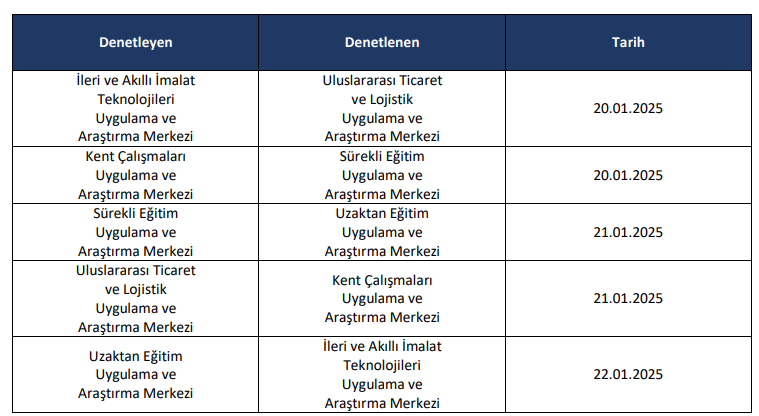 Denetleyen
Denetlenen
Tarih
İleri ve Akıllı İmalat
Teknolojileri
Uygulama ve
Araştırma Merkezi
Uluslararası Ticaret
ve Lojistik
Uygulama ve
Araştırma Merkezi
20.01.2025
Kent Çalışmaları
Uygulama ve
Araştırma Merkezi
Sürekli Eğitim
Uygulama ve
Araştırma Merkezi
20.01.2025
Sürekli Eğitim
Uygulama ve
Araştırma Merkezi
Uzaktan Eğitim
Uygulama ve
Araştırma Merkezi
21.01.2025
Uluslararası Ticaret
ve Lojistik
Uygulama ve
Araştırma Merkezi
Kent Çalışmaları
Uygulama ve
Araştırma Merkezi
21.01.2025
Uzaktan Eğitim
Uygulama ve
Araştırma Merkezi
İleri ve Akıllı İmalat
Teknolojileri
Uygulama ve
Araştırma Merkezi
22.01.2025